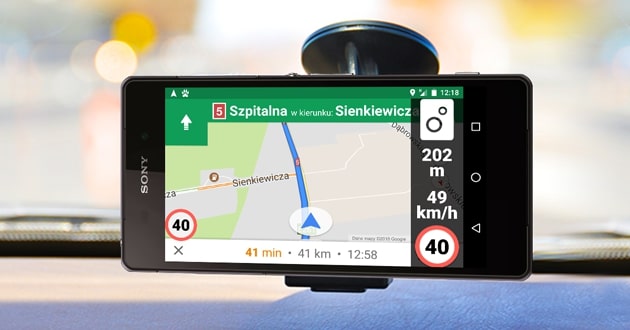 SONY
12:18
5 Szpitalna w kierunku: Sienkiewicza
Dąbrows
202
m
Sienkiewicza
za
49
km/h
40
40
Dane mapy ©2015 Google
41 min • 41 km • 12:58